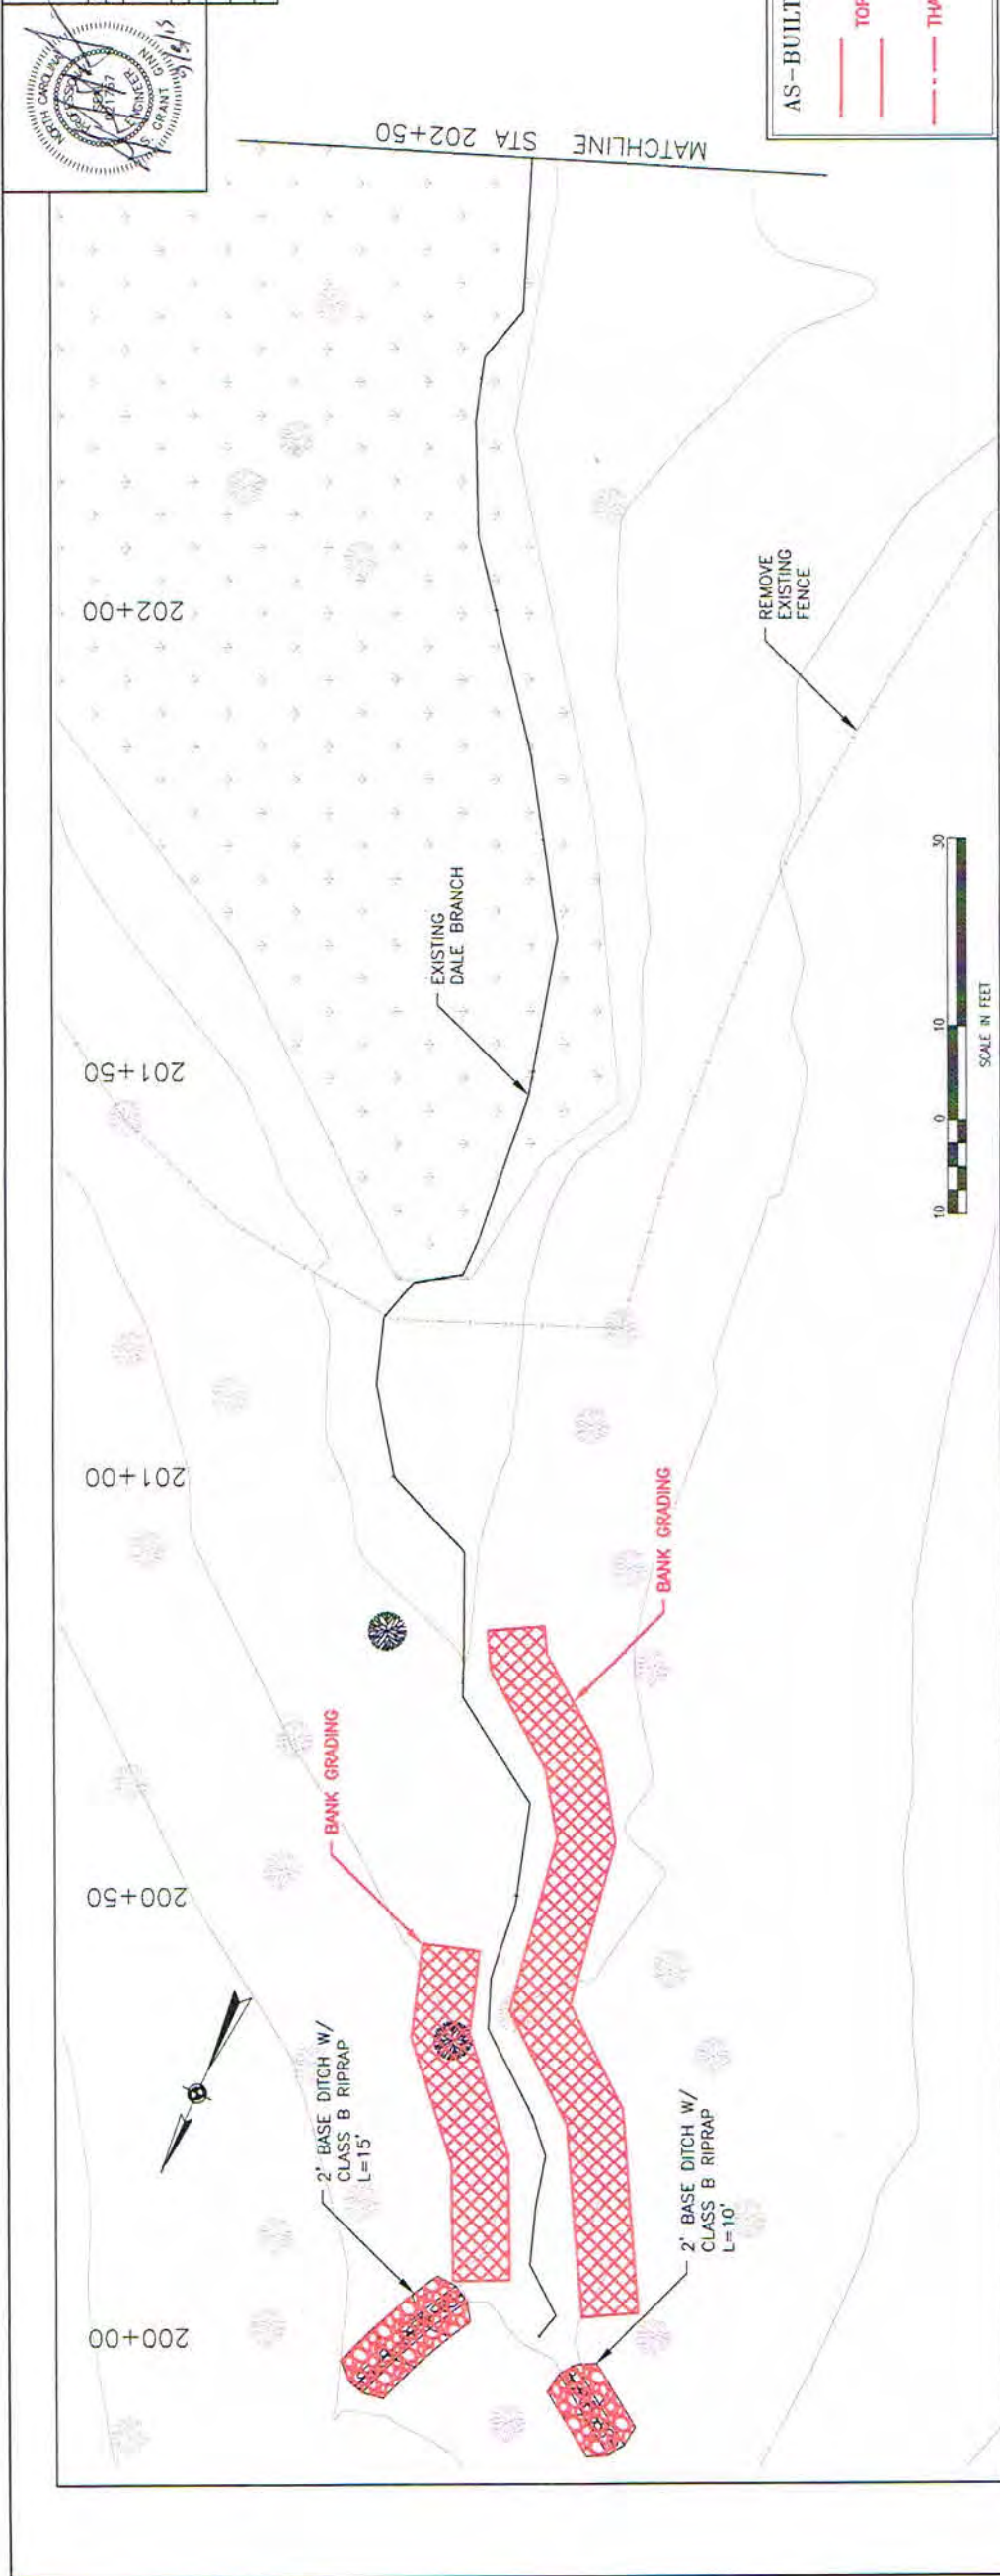 NORTH CAROLINA
PROFESSIONAL
SEAL
ENGINEER
S. GRANT GINN
MATCHLINE STA 202+50
AS-BUILT
202+00
201+50
201+00
200+50
200+00
REMOVE
EXISTING
FENCE
EXISTING
DALE BRANCH
BANK GRADING
BANK GRADING
2' BASE DITCH W/
CLASS B RIPRAP
L=15'
2' BASE DITCH W/
CLASS B RIPRAP
L=10'
10 0 10 30
SCALE IN FEET